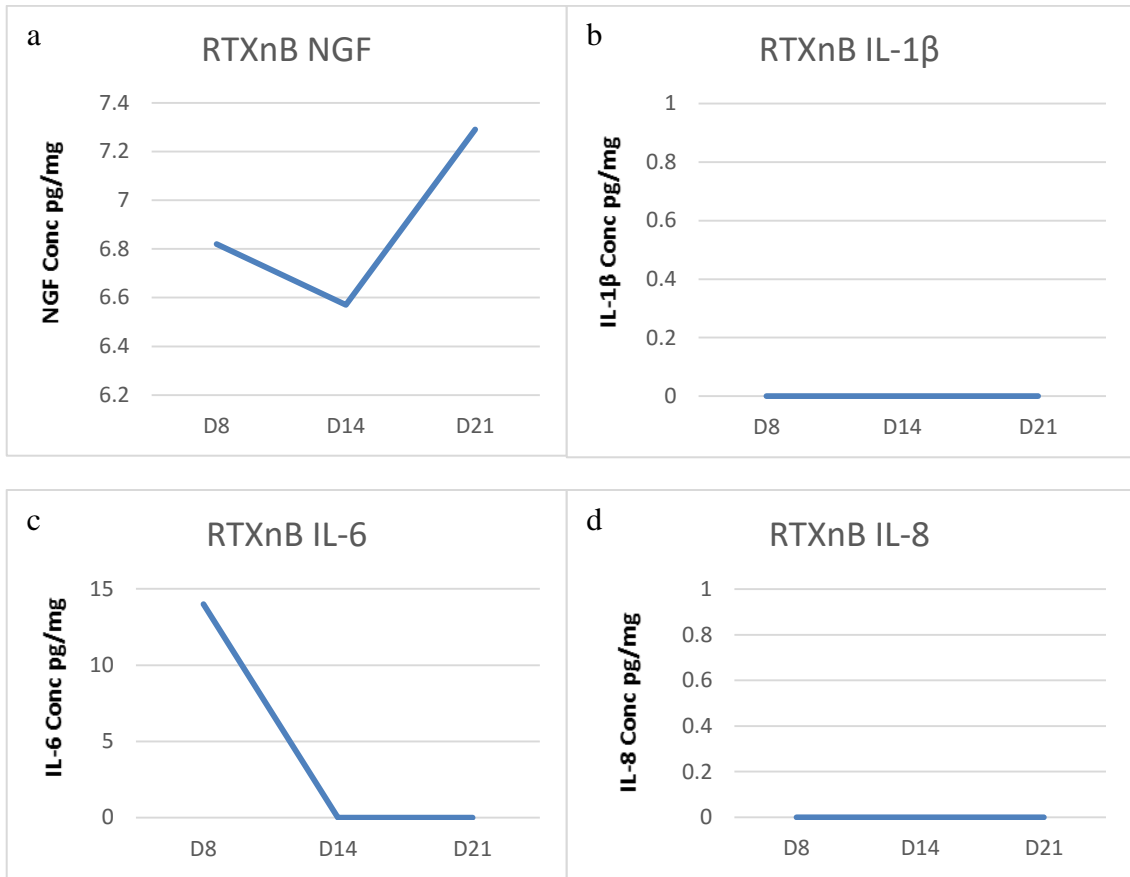 a
RTXnB NGF
NGF Conc pg/mg
7.4
7.2
7
6.8
6.6
6.4
6.2
D8 D14 D21
b
RTXnB IL-1β
IL-1β Conc pg/mg
1
0.8
0.6
0.4
0.2
0
D8 D14 D21
c
RTXnB IL-6
IL-6 Conc pg/mg
15
10
5
0
D8 D14 D21
d
RTXnB IL-8
IL-8 Conc pg/mg
1
0.8
0.6
0.4
0.2
0
D8 D14 D21